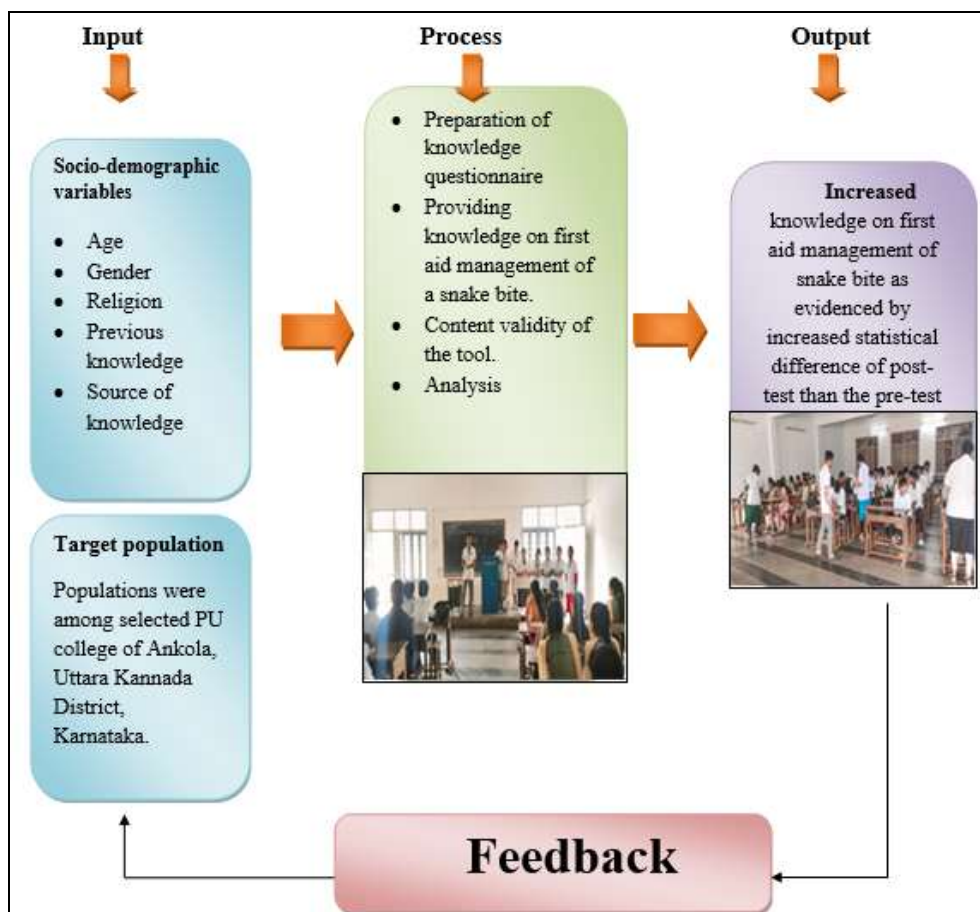 Input
Process
Output
Socio-demographic
variables
• Age
• Gender
• Religion
• Previous
knowledge
• Source of
knowledge
Target population
Populations were
among selected PU
college of Ankola,
Uttara Kannada
District,
Karnataka.
• Preparation of
knowledge
questionnaire
• Providing
knowledge on first
aid management of
a snake bite.
• Content validity of
the tool.
• Analysis
Increased
knowledge on first
aid management of
snake bite as
evidenced by
increased statistical
difference of post-
test than the pre-test
Feedback